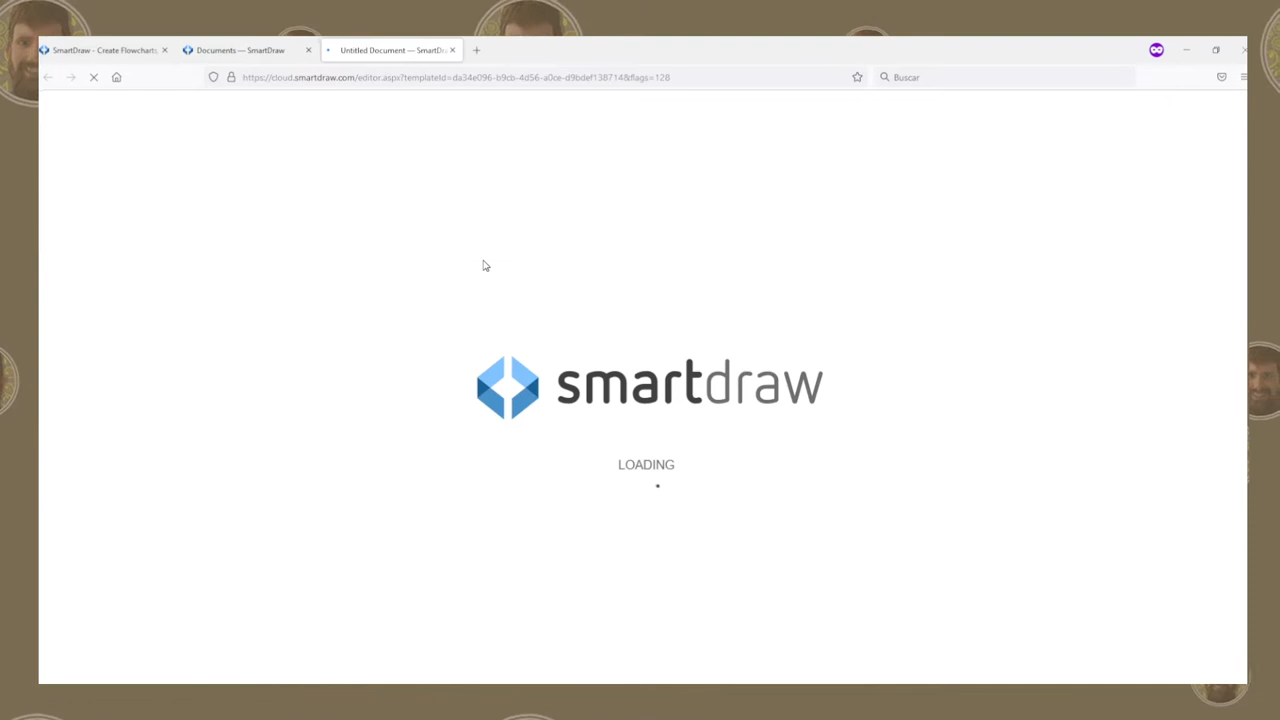 SmartDraw - Create Flowcharts,
Documents — SmartDraw
Untitled Document — SmartDra
https://cloud.smartdraw.com/editor.aspx?templateId=da34e096-b9cb-4d56-a0ce-d9bdef138714&flags=128
Buscar
smartdraw
LOADING